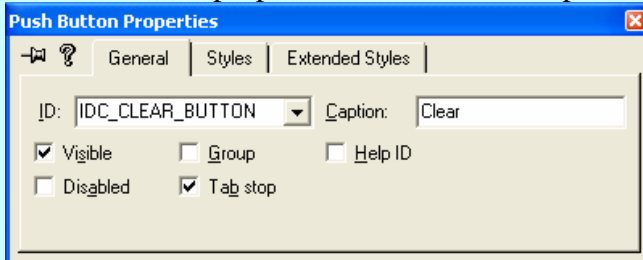 Push Button Properties
General Styles Extended Styles
ID: IDC_CLEAR_BUTTON Caption: Clear
Visible Group Help ID
Disabled Tab stop